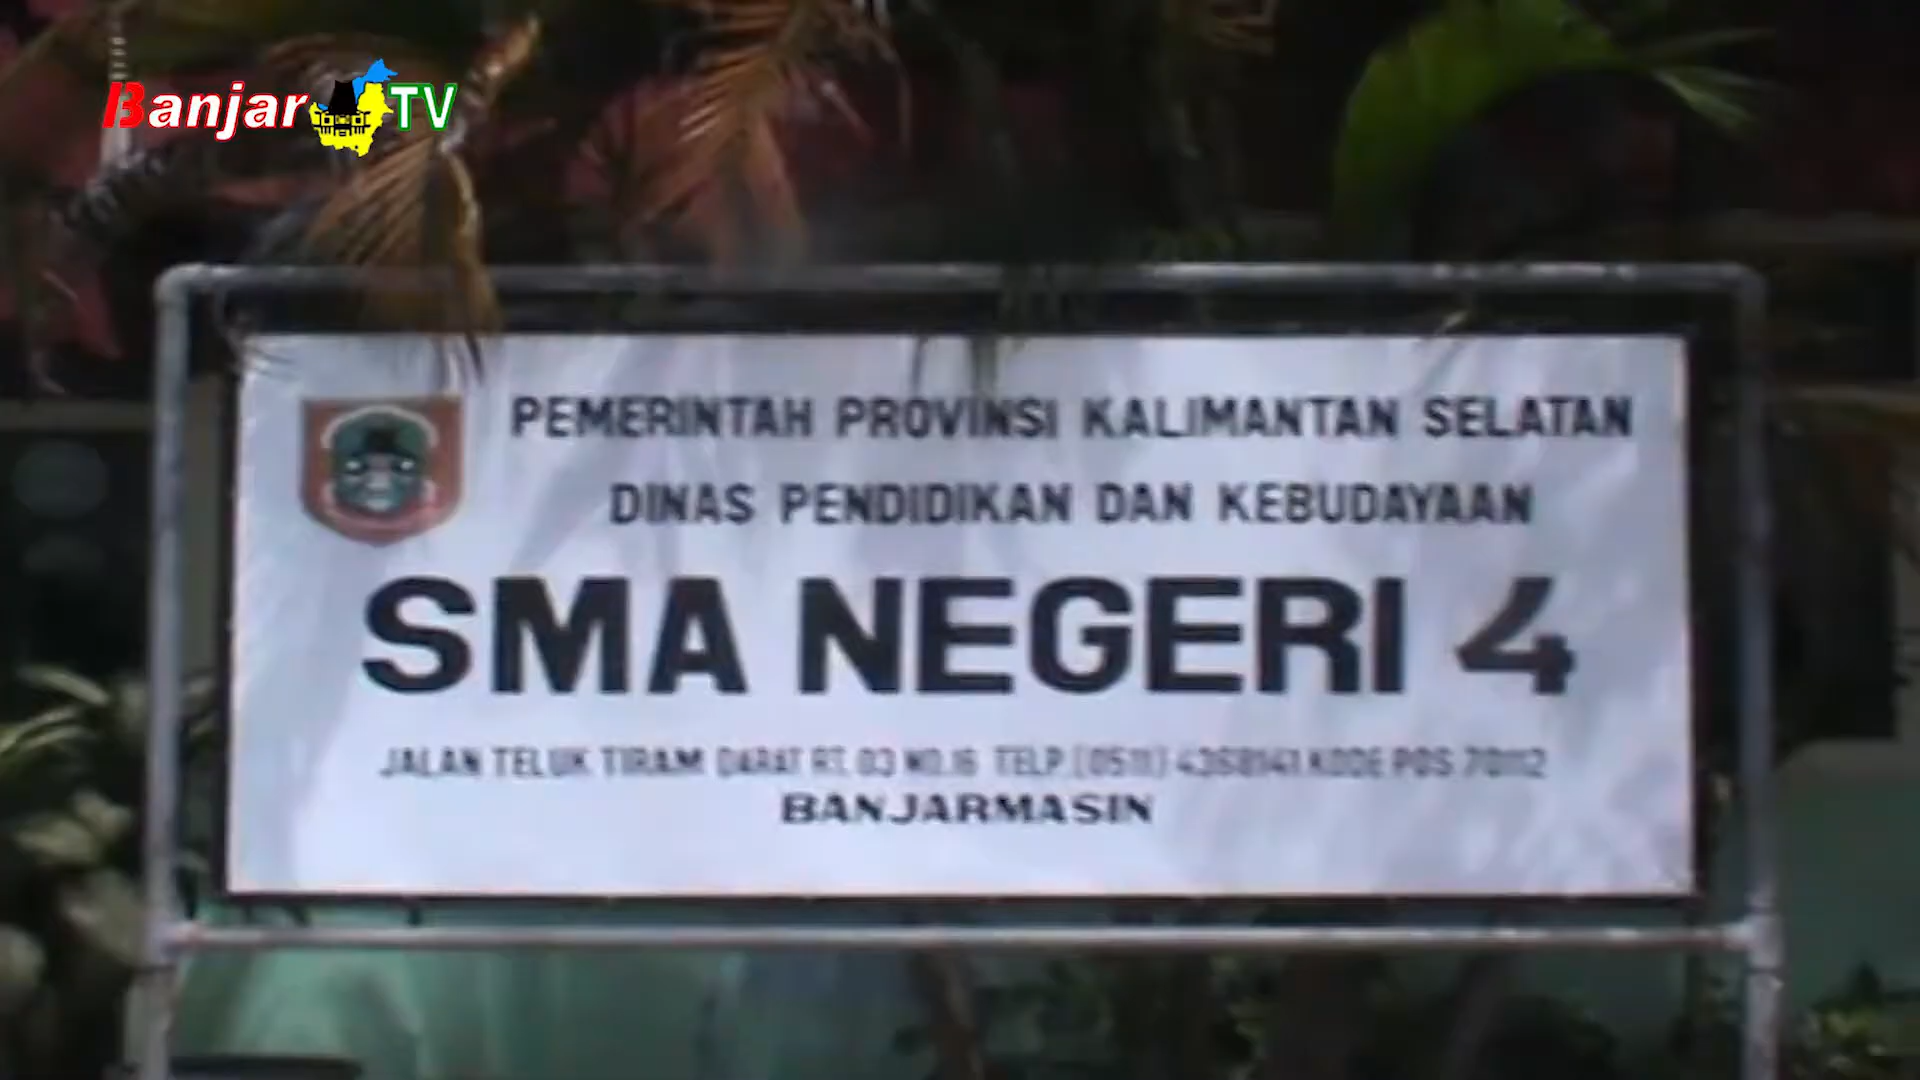 Banjar TV
PEMERINTAH PROVINSI KALIMANTAN SELATAN
DINAS PENDIDIKAN DAN KEBUDAYAAN
SMA NEGERI 4
JALAN TELUK TIRAM DARAT RT. 03 NO.16 TELP.(0511) 4368141 KODE POS 70112
BANJARMASIN